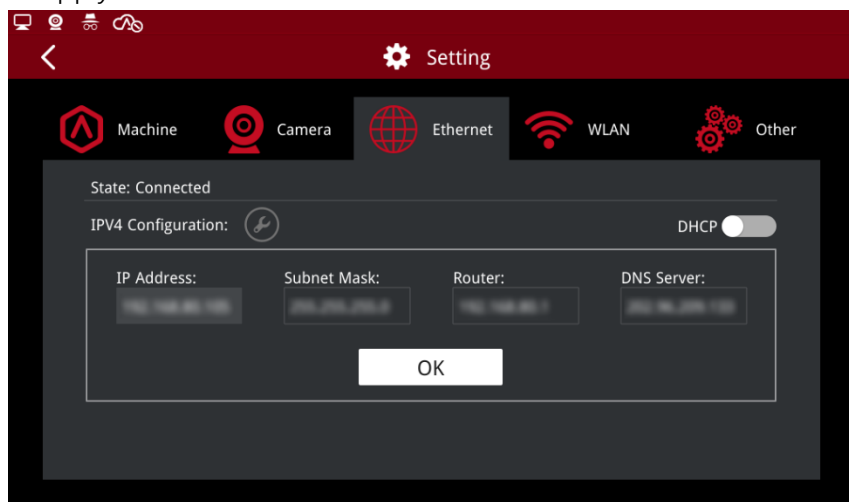 Setting
Machine Camera Ethernet WLAN Other
State: Connected
IPV4 Configuration: DHCP
IP Address: Subnet Mask: Router: DNS Server:
OK